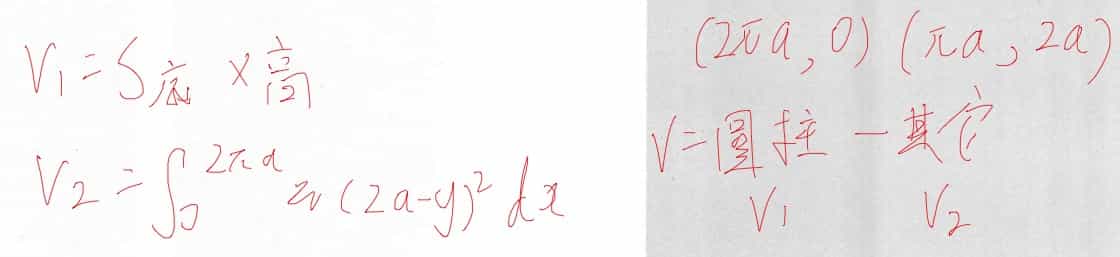 V₁=S底 × 高
V₂=∫₀^{2πa} π(2a-y)² dx
(2πa, 0) (πa, 2a)
V=圆柱 - 其它
V₁ V₂